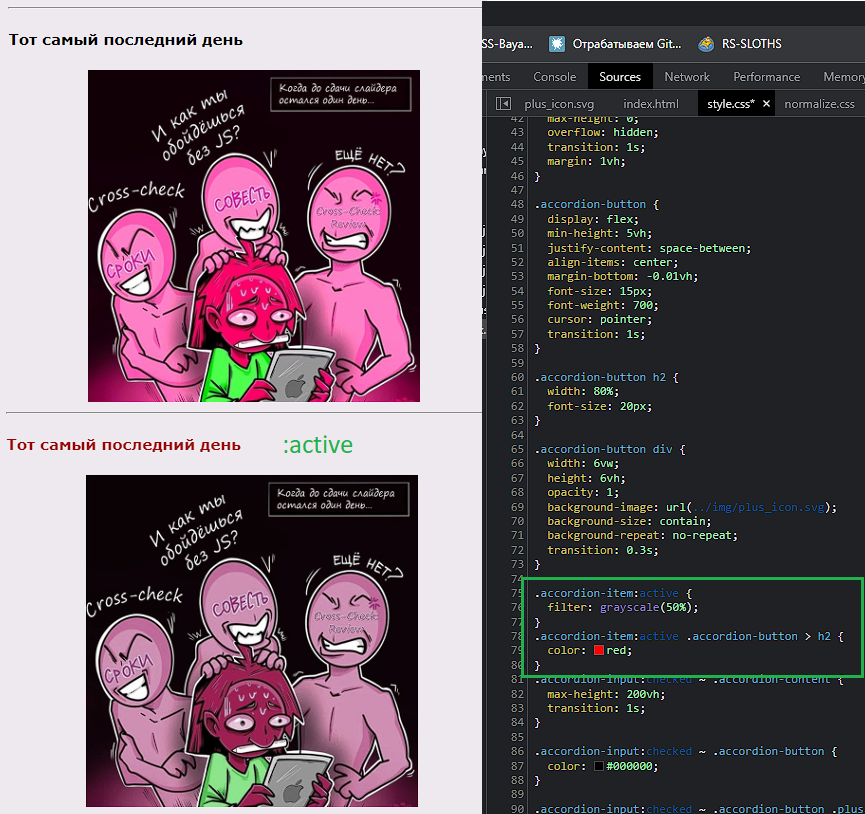 Тот самый последний день
Когда до сдачи слайдера
остался один день...
И как ты
обойдёшься
без JS?
ЕЩЁ НЕТ?
Cross-check
СОВЕСТЬ
Cross-Check
Review
СРОКИ
Тот самый последний день
:active
Когда до сдачи слайдера
остался один день...
И как ты
обойдёшься
без JS?
ЕЩЁ НЕТ?
Cross-check
СОВЕСТЬ
Cross-Check
Review
СРОКИ
SS-Baya... Отрабатываем Git... RS-SLOTHS
ments Console Sources Network Performance Memory
plus_icon.svg index.html style.css* × normalize.css
42 max-height: 0;
43 overflow: hidden;
44 transition: 1s;
45 margin: 1vh;
46 }
47
48 .accordion-button {
49 display: flex;
50 min-height: 5vh;
51 justify-content: space-between;
52 align-items: center;
53 margin-bottom: -0.01vh;
54 font-size: 15px;
55 font-weight: 700;
56 cursor: pointer;
57 transition: 1s;
58 }
59
60 .accordion-button h2 {
61 width: 80%;
62 font-size: 20px;
63 }
64
65 .accordion-button div {
66 width: 6vw;
67 height: 6vh;
68 opacity: 1;
69 background-image: url(../img/plus_icon.svg);
70 background-size: contain;
71 background-repeat: no-repeat;
72 transition: 0.3s;
73 }
74
75 .accordion-item:active {
76 filter: grayscale(50%);
77 }
78 .accordion-item:active .accordion-button > h2 {
79 color: red;
80 }
81 .accordion-input:checked ~ .accordion-content {
82 max-height: 200vh;
83 transition: 1s;
84 }
85
86 .accordion-input:checked ~ .accordion-button {
87 color: #000000;
88 }
89
90 .accordion-input:checked ~ .accordion-button .plus